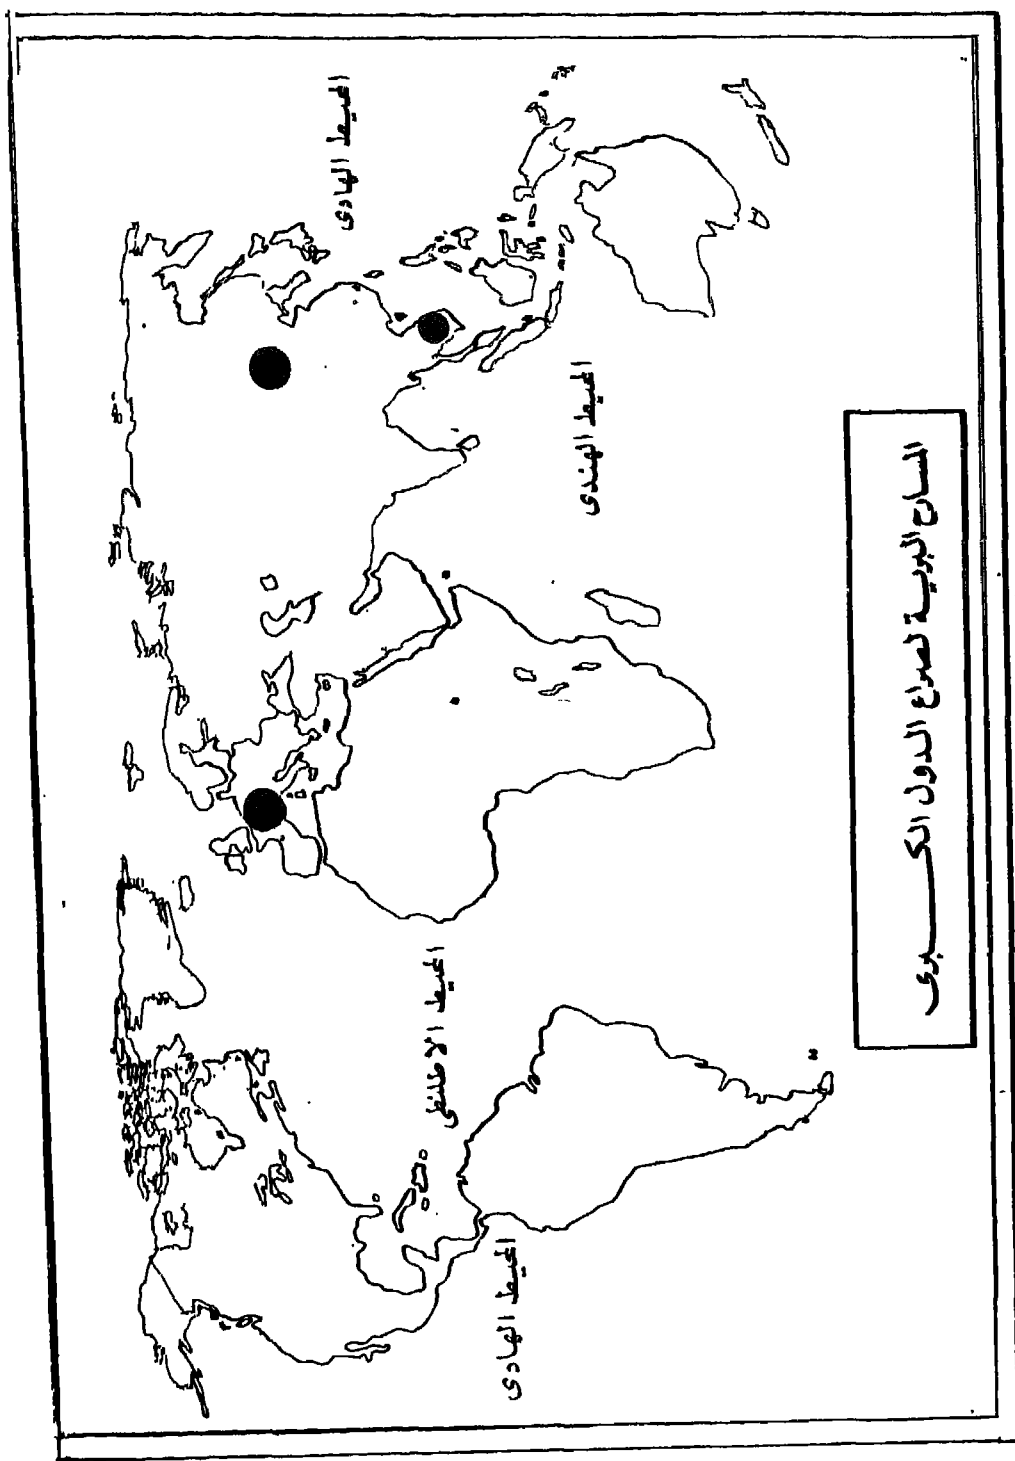 المحيط الهادى
المحيط الاطلنطى
المحيط الهندى
المحيط الهادى
المسارح البرية لصراع الدول الكبرى